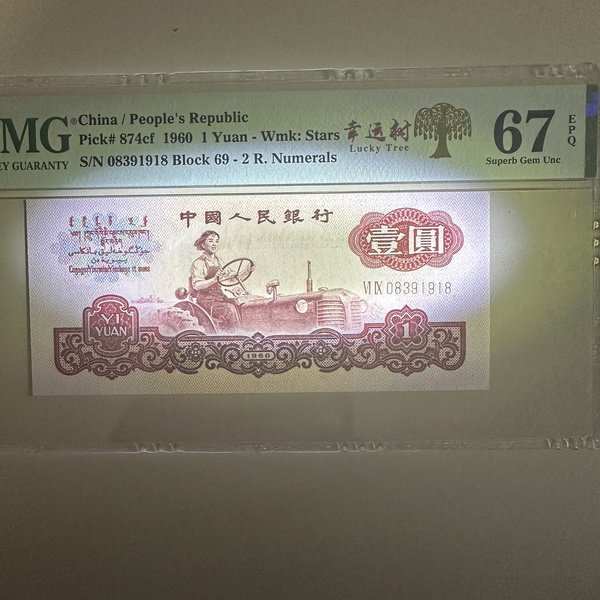 MG® China / People's Republic
Pick# 874cf 1960 1 Yuan - Wmk: Stars
EY GUARANTY S/N 08391918 Block 69 - 2 R. Numerals
幸运树
Lucky Tree
67 EPQ
Superb Gem Unc
中國人民銀行
壹圓
VI IX 08391918
YI
YUAN
1960
1